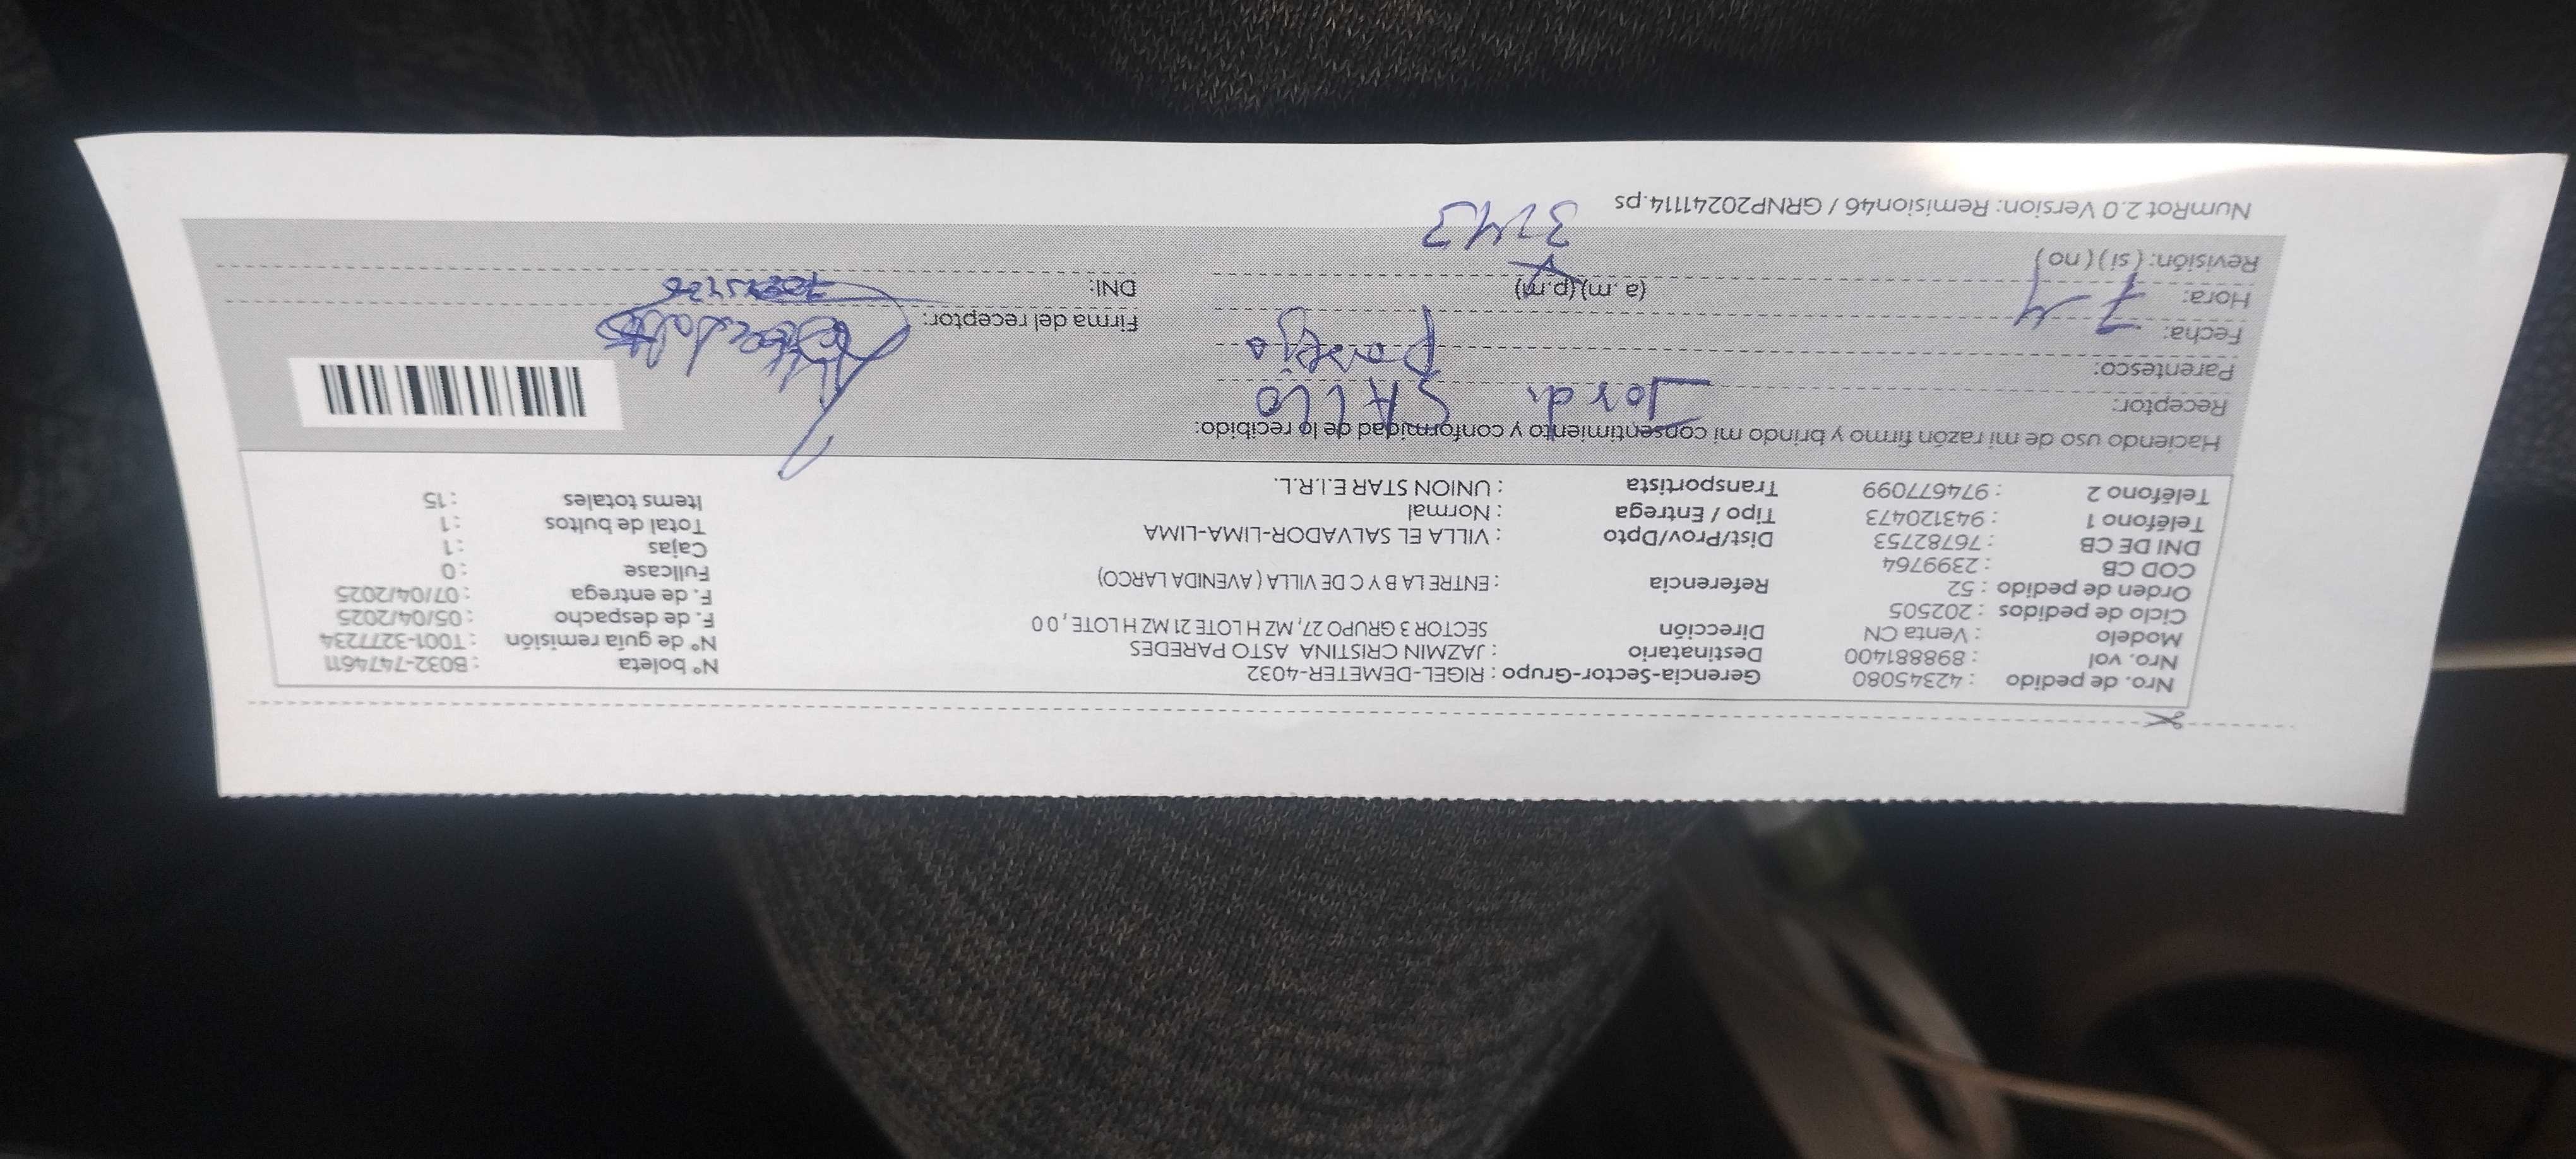 Nro. de pedido : 42345080 Gerencia-Sector-Grupo : RIGEL-DEMETER-4032 N° boleta : B032-7474611
Nro. vol : 898881400 Destinatario : JAZMIN CRISTINA ASTO PAREDES N° de guía remisión : T001-3277234
Modelo : Venta CN Dirección SECTOR 3 GRUPO 27, MZ H LOTE 21 MZ H LOTE, 0 0 F. de despacho : 05/04/2025
Ciclo de pedidos : 202505 F. de entrega : 07/04/2025
Orden de pedido : 52 Referencia : ENTRE LA B Y C DE VILLA ( AVENIDA LARCO) Fullcase : 0
COD CB : 2399764 Cajas : 1
DNI DE CB : 76782753 Dist/Prov/Dpto : VILLA EL SALVADOR-LIMA-LIMA Total de bultos : 1
Teléfono 1 : 943120473 Tipo / Entrega : Normal Items totales : 15
Teléfono 2 : 974677099 Transportista : UNION STAR E.I.R.L.
Haciendo uso de mi razón firmo y brindo mi consentimiento y conformidad de lo recibido:
Receptor: Jordi
Parentesco: Pareja
Fecha: 7-4 Firma del receptor:
Hora: (a.m) (p.m) DNI:
Revisión: (si) (no)
NumRot 2.0 Version: Remision46 / GRNP20241114.ps